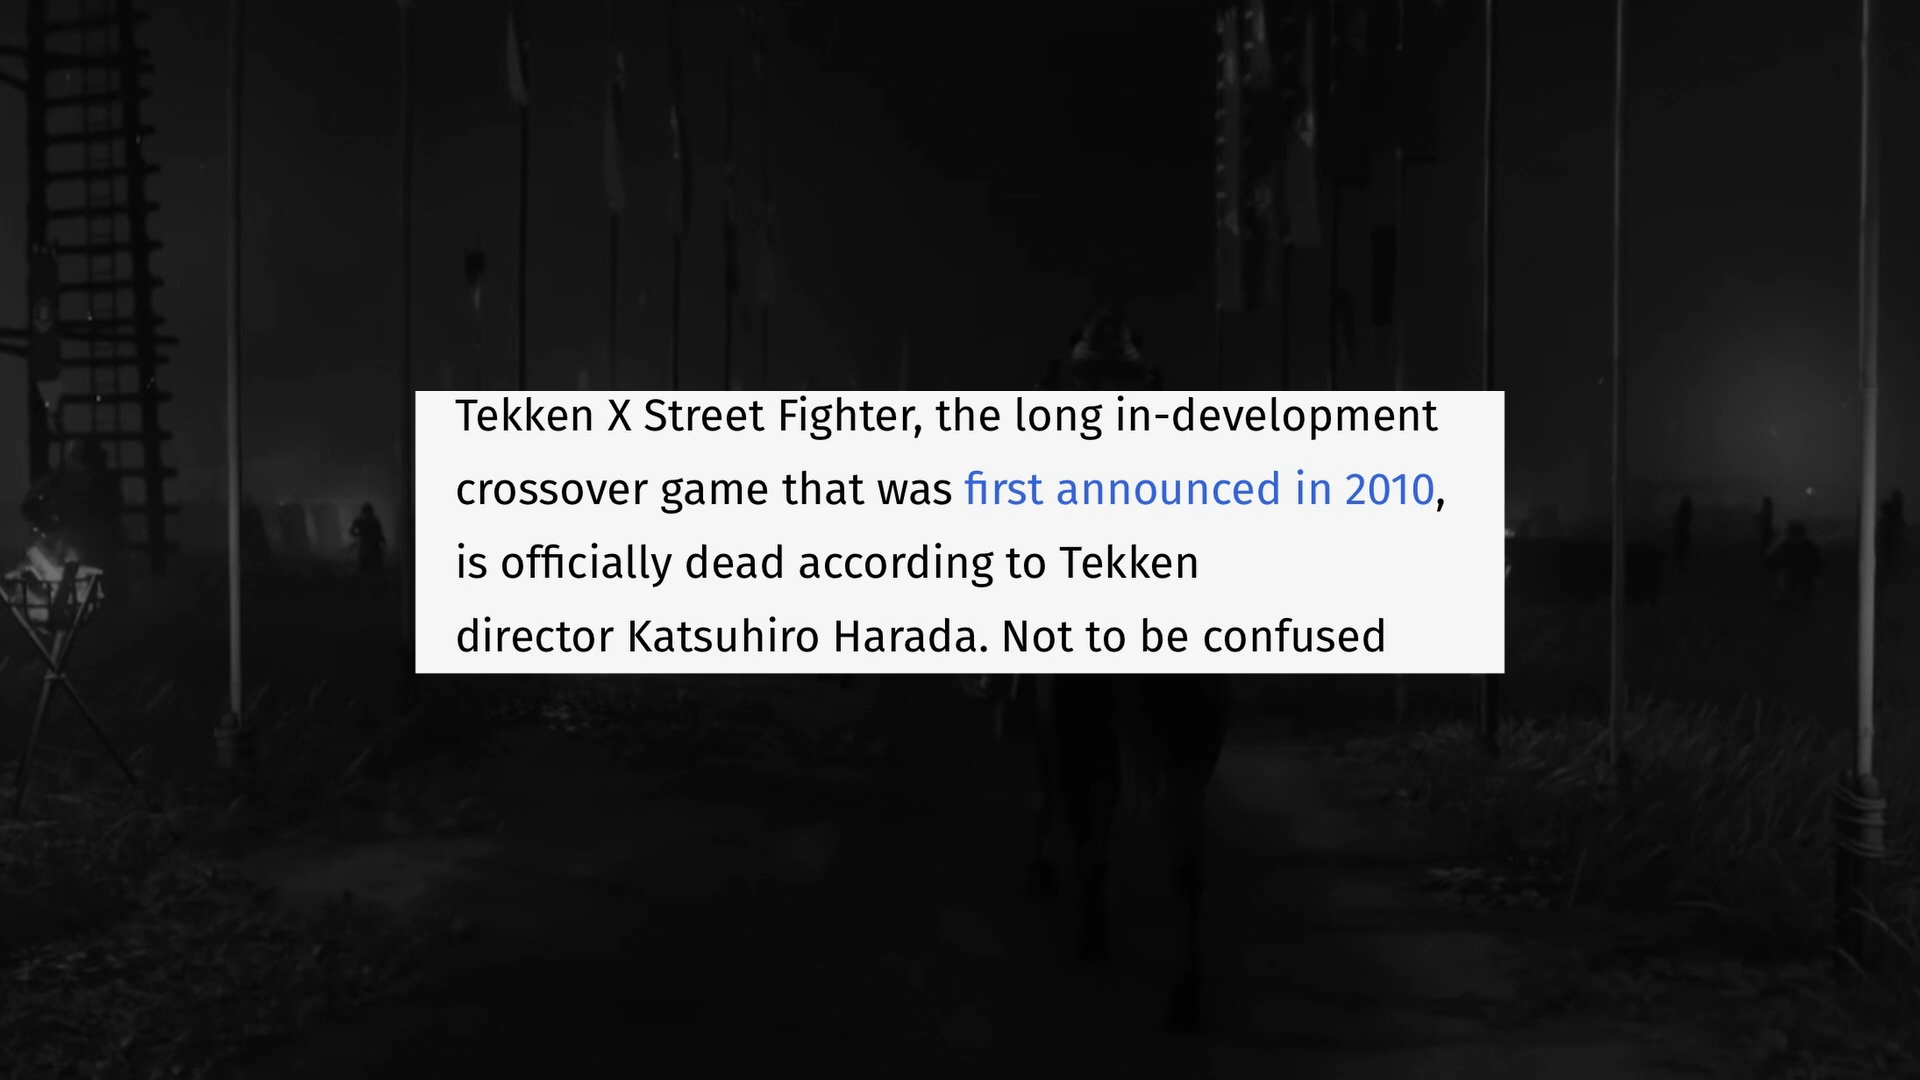 Tekken X Street Fighter, the long in-development
crossover game that was first announced in 2010,
is officially dead according to Tekken
director Katsuhiro Harada. Not to be confused